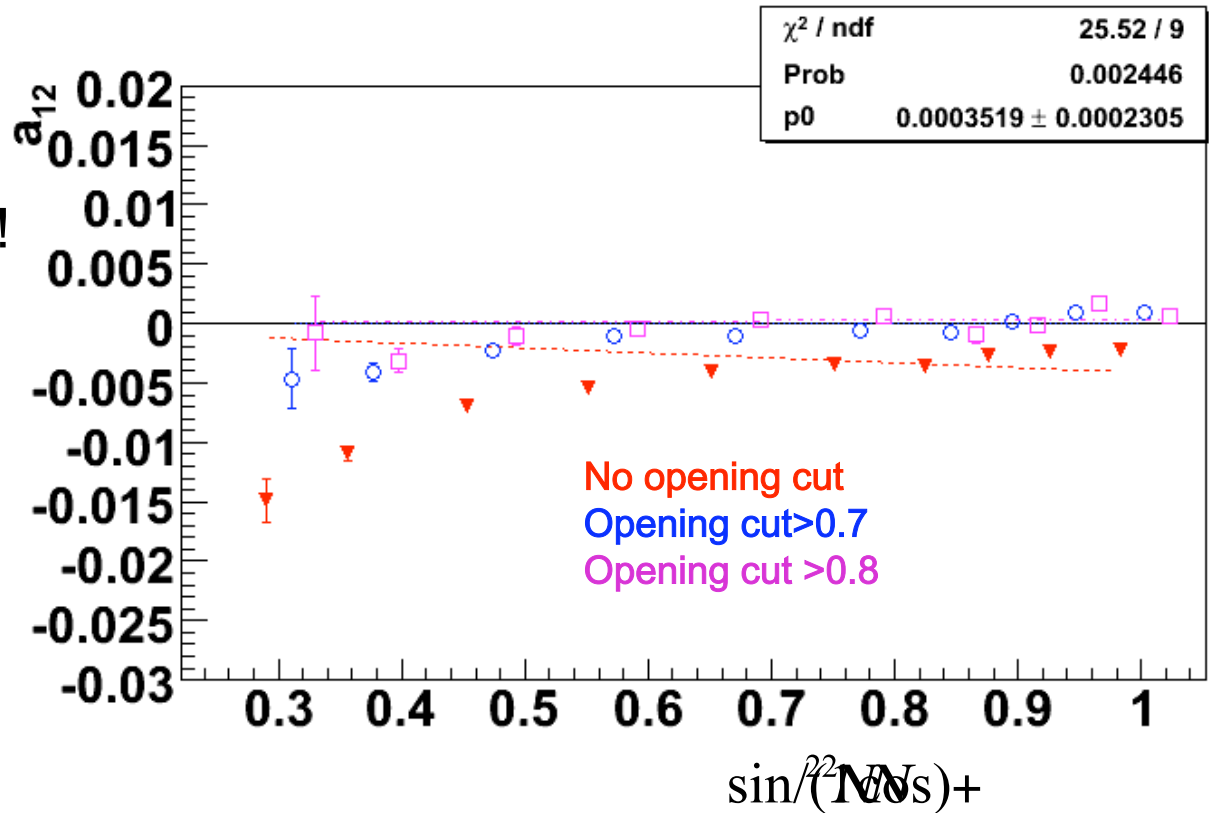 χ² / ndf 25.52 / 9
Prob 0.002446
p0 0.0003519 ± 0.0002305
a₁₂
0.02
0.015
0.01
!
0.005
0
-0.005
-0.01
-0.015
-0.02
-0.025
-0.03
No opening cut
Opening cut>0.7
Opening cut >0.8
0.3 0.4 0.5 0.6 0.7 0.8 0.9 1